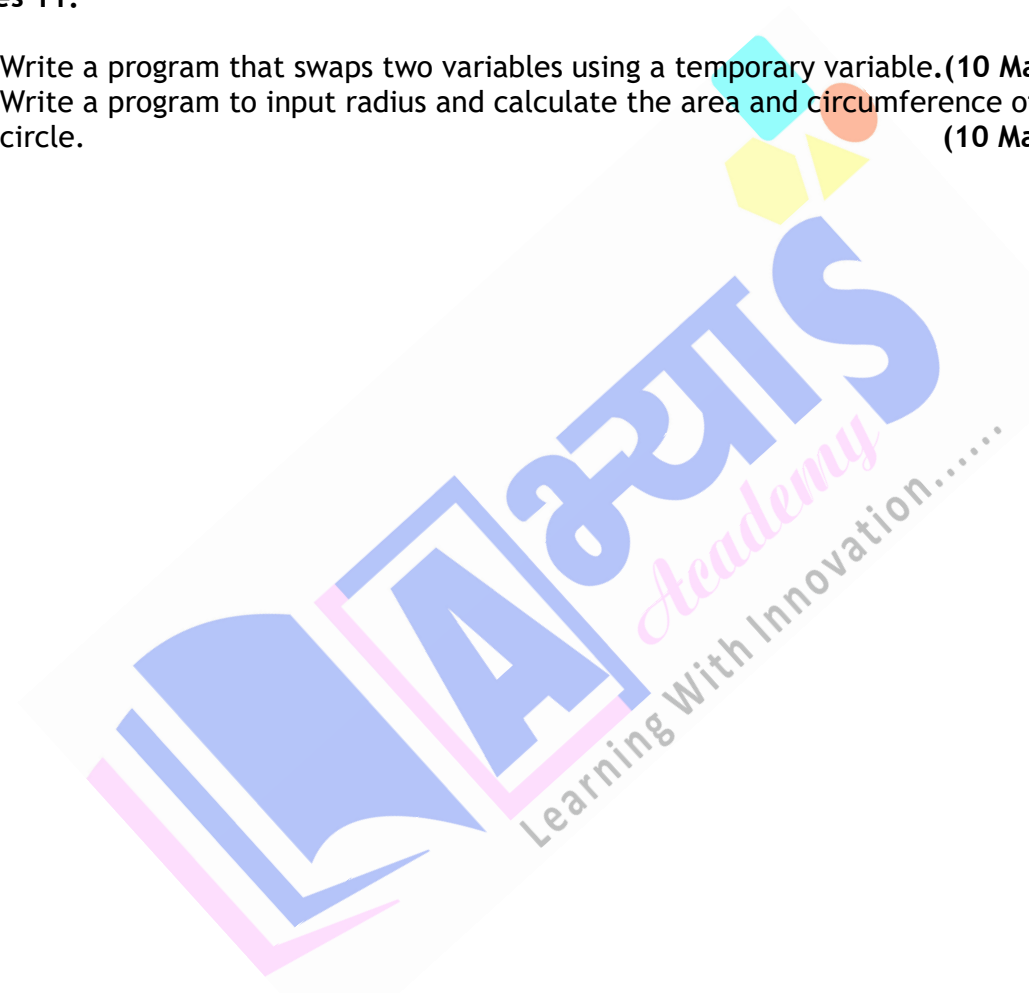 es 11.
Write a program that swaps two variables using a temporary variable.(10 Ma
Write a program to input radius and calculate the area and circumference of
circle. (10 Ma
A भ्याS
Academy
Learning With Innovation......